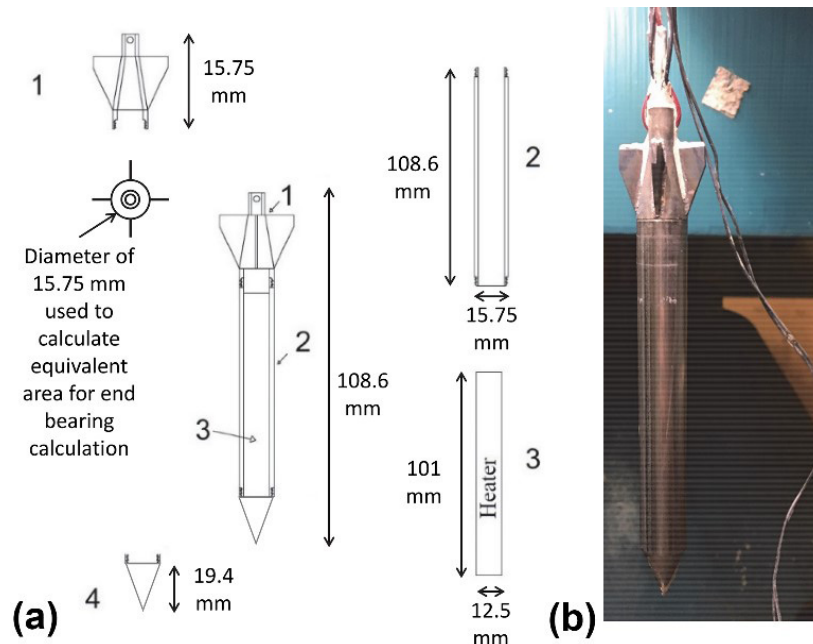 1
15.75
mm
Diameter of
15.75 mm
used to
calculate
equivalent
area for end
bearing
calculation
1
2
3
108.6
mm
4
19.4
mm
(a)
108.6
mm
2
15.75
mm
101
mm
Heater
3
12.5
mm
(b)